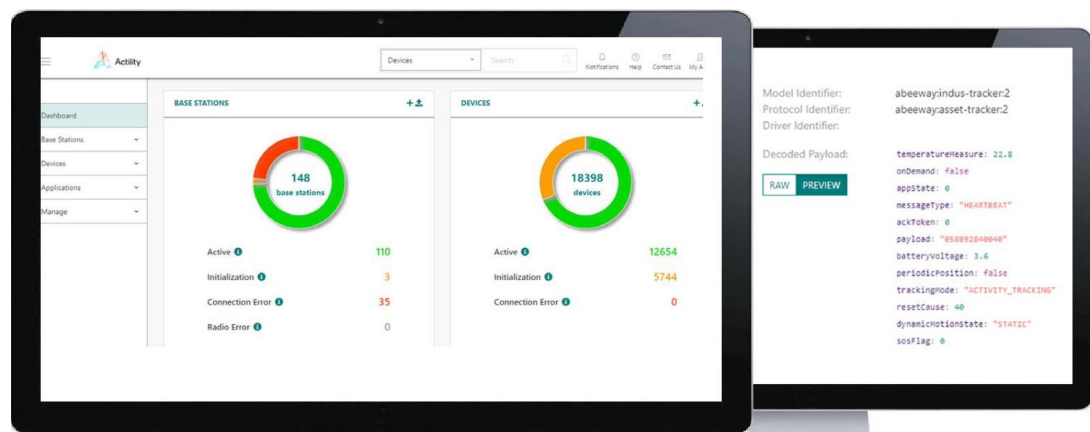 Actility
Devices
Search
Notifications
Help
Contact Us
My A
Dashboard
Base Stations
Devices
Applications
Manage
BASE STATIONS
148
base stations
Active 110
Initialization 3
Connection Error 35
Radio Error 0
DEVICES
18398
devices
Active 12654
Initialization 5744
Connection Error 0
Model Identifier: abeeway:indus-tracker:2
Protocol Identifier: abeeway:asset-tracker:2
Driver Identifier:
Decoded Payload:
RAW PREVIEW
temperatureMeasure: 22.8
onDemand: false
appState: 0
messageType: "HEARTBEAT"
ackToken: 0
payload: "058092840040"
batteryVoltage: 3.6
periodicPosition: false
trackingMode: "ACTIVITY_TRACKING"
resetCause: 40
dynamicMotionState: "STATIC"
sosFlag: 0